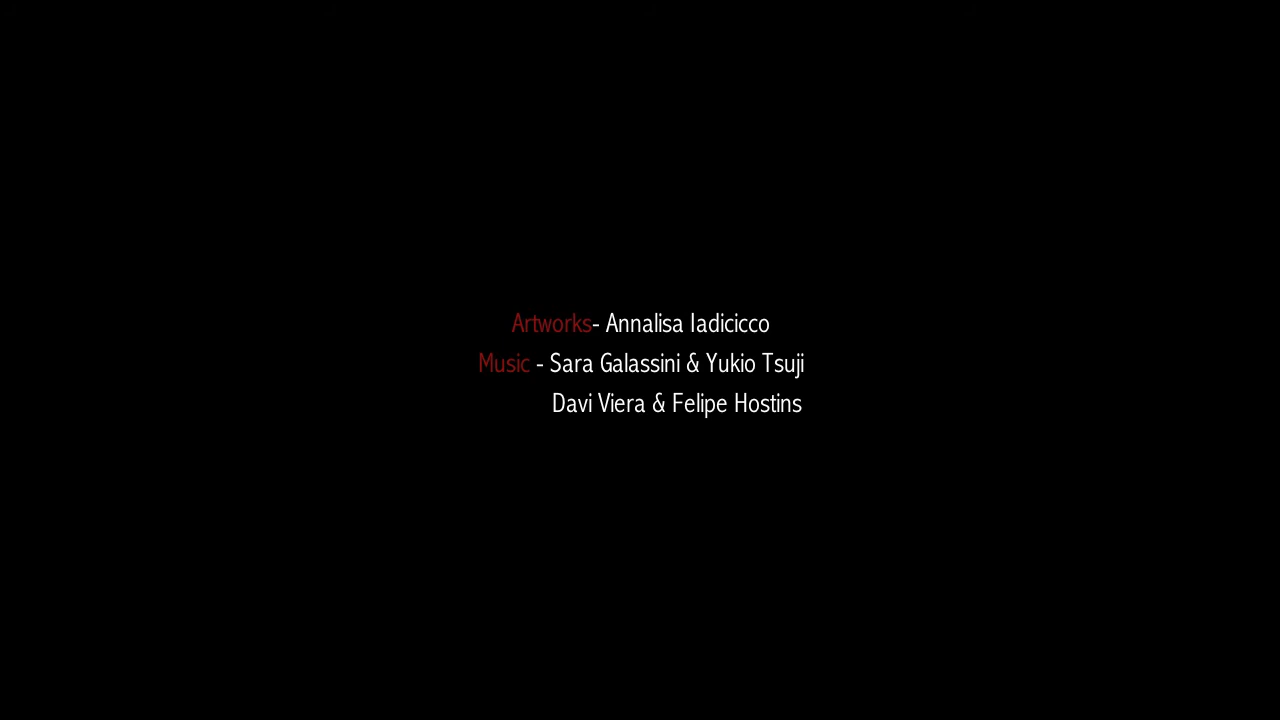 Artworks- Annalisa Iadicicco
Music - Sara Galassini & Yukio Tsuji
Davi Viera & Felipe Hostins